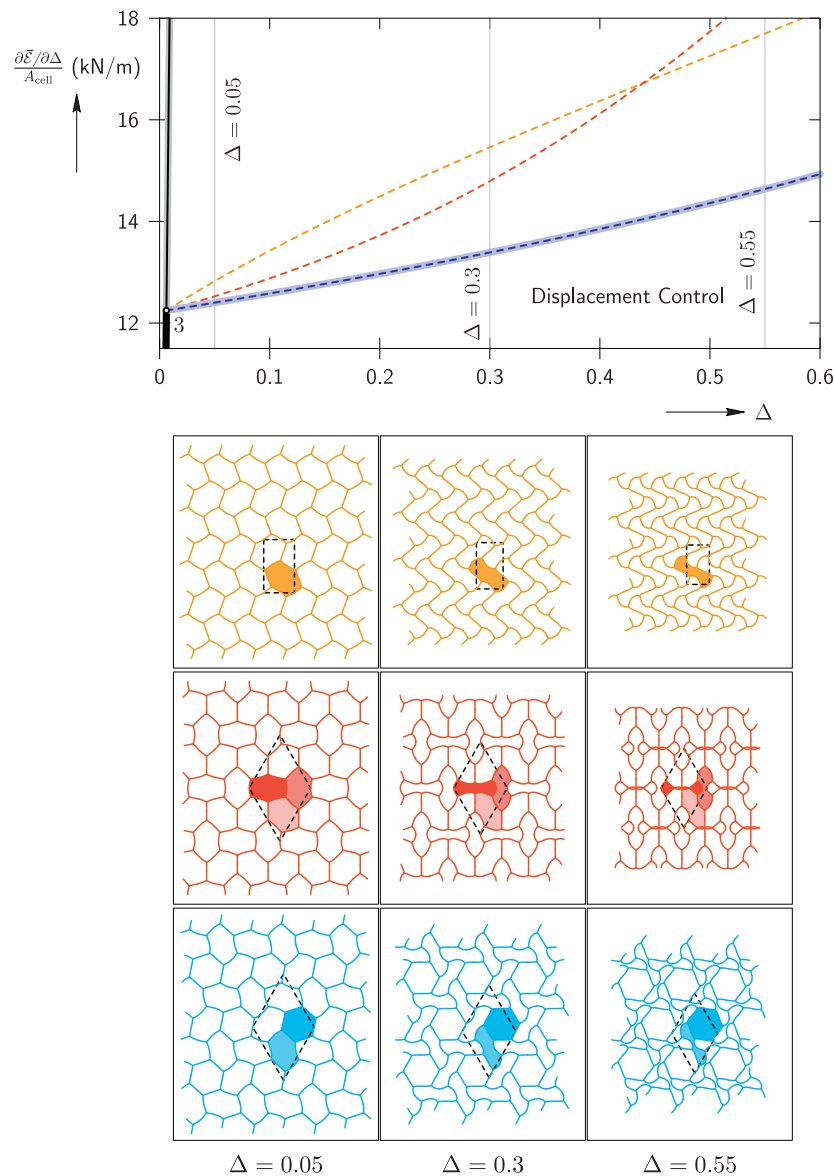 18
∂ℰ̄/∂Δ
A_cell
(kN/m)
16
14
12
Δ = 0.05
Δ = 0.3
Δ = 0.55
Displacement Control
3
0
0.1
0.2
0.3
0.4
0.5
0.6
Δ
Δ = 0.05
Δ = 0.3
Δ = 0.55